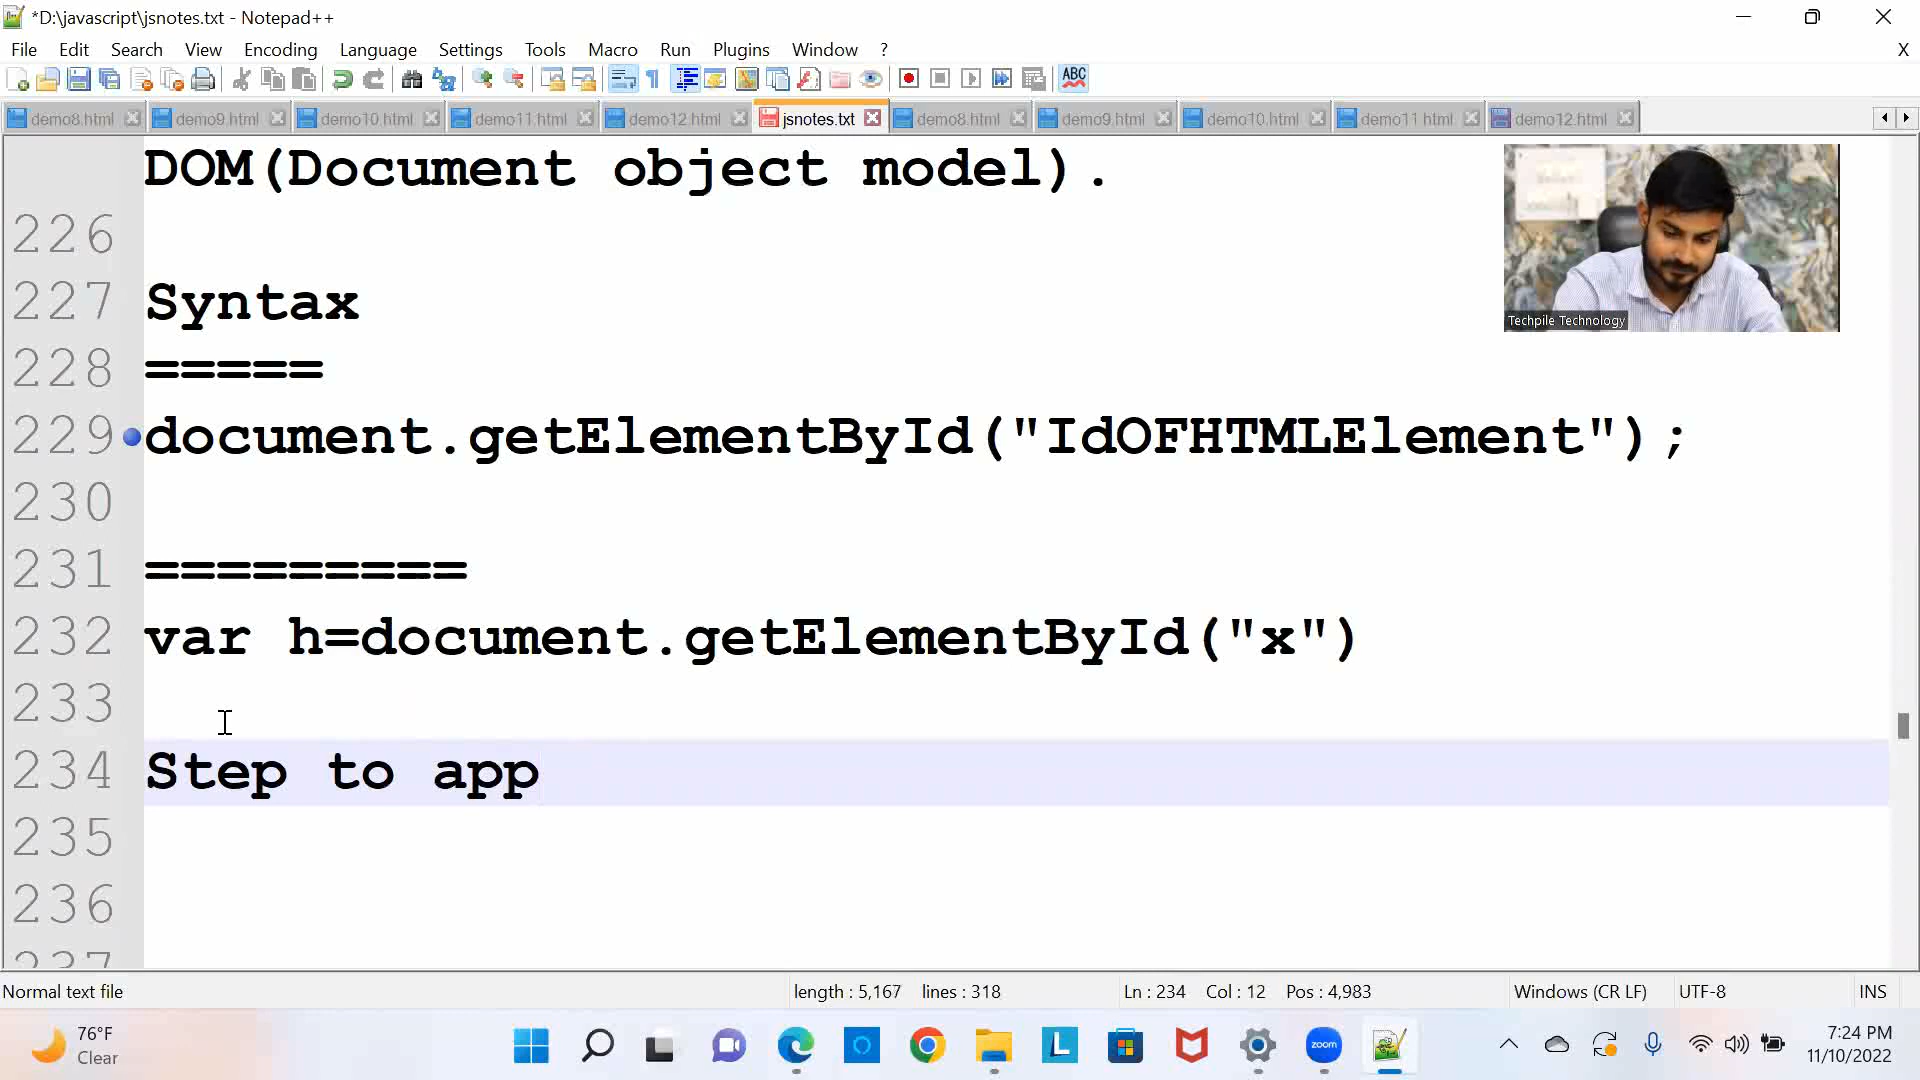 *D:\javascript\jsnotes.txt - Notepad++
File Edit Search View Encoding Language Settings Tools Macro Run Plugins Window ? X
ABC
demo8.html demo9.html demo10.html demo11.html demo12.html jsnotes.txt demo8.html demo9.html demo10.html demo11.html demo12.html
DOM(Document object model).
226
227 Syntax
228 =====
229 document.getElementById("IdOFHTMLElement");
230
231 =========
232 var h=document.getElementById("x")
233
234 Step to app
235
236
237
Techpile Technology
Normal text file length : 5,167 lines : 318 Ln : 234 Col : 12 Pos : 4,983 Windows (CR LF) UTF-8 INS
76°F
Clear
L
zoom
7:24 PM
11/10/2022